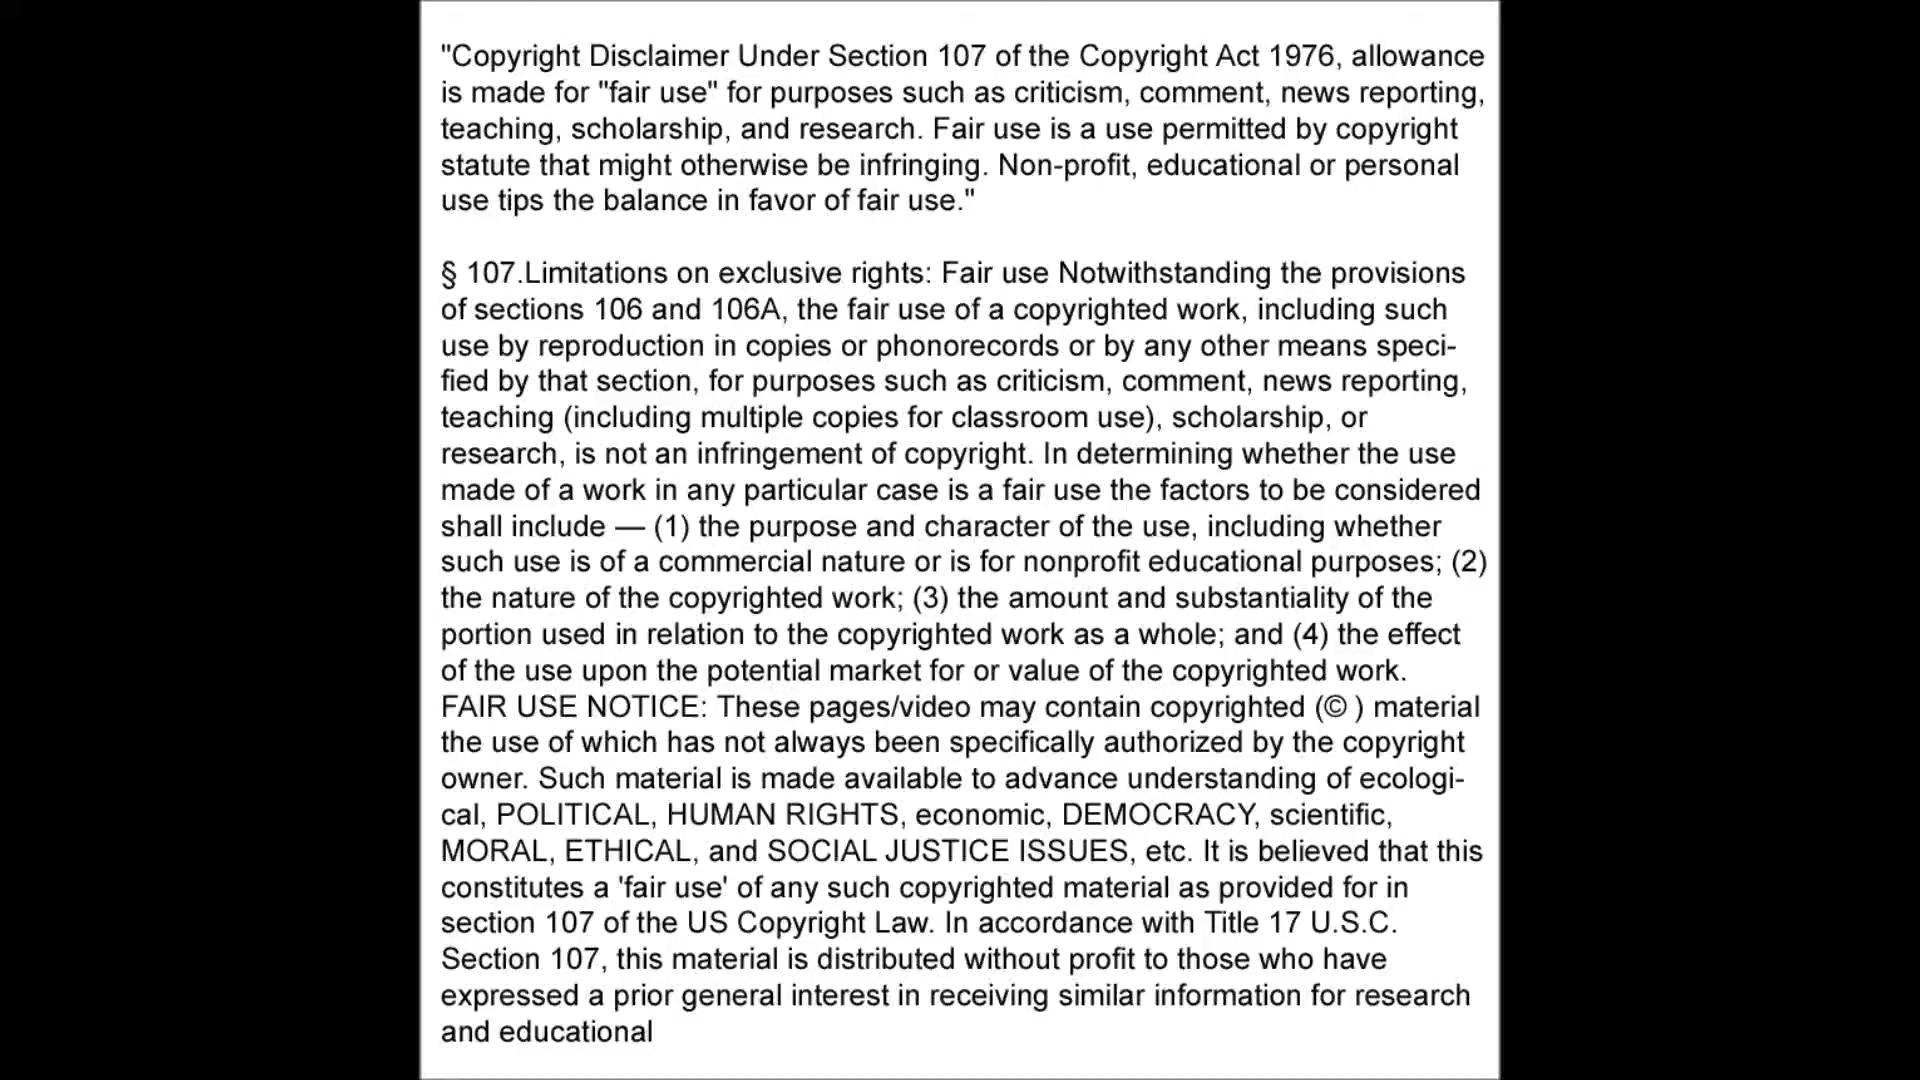 "Copyright Disclaimer Under Section 107 of the Copyright Act 1976, allowance
is made for "fair use" for purposes such as criticism, comment, news reporting,
teaching, scholarship, and research. Fair use is a use permitted by copyright
statute that might otherwise be infringing. Non-profit, educational or personal
use tips the balance in favor of fair use."
§ 107.Limitations on exclusive rights: Fair use Notwithstanding the provisions
of sections 106 and 106A, the fair use of a copyrighted work, including such
use by reproduction in copies or phonorecords or by any other means speci-
fied by that section, for purposes such as criticism, comment, news reporting,
teaching (including multiple copies for classroom use), scholarship, or
research, is not an infringement of copyright. In determining whether the use
made of a work in any particular case is a fair use the factors to be considered
shall include — (1) the purpose and character of the use, including whether
such use is of a commercial nature or is for nonprofit educational purposes; (2)
the nature of the copyrighted work; (3) the amount and substantiality of the
portion used in relation to the copyrighted work as a whole; and (4) the effect
of the use upon the potential market for or value of the copyrighted work.
FAIR USE NOTICE: These pages/video may contain copyrighted (© ) material
the use of which has not always been specifically authorized by the copyright
owner. Such material is made available to advance understanding of ecologi-
cal, POLITICAL, HUMAN RIGHTS, economic, DEMOCRACY, scientific,
MORAL, ETHICAL, and SOCIAL JUSTICE ISSUES, etc. It is believed that this
constitutes a 'fair use' of any such copyrighted material as provided for in
section 107 of the US Copyright Law. In accordance with Title 17 U.S.C.
Section 107, this material is distributed without profit to those who have
expressed a prior general interest in receiving similar information for research
and educational